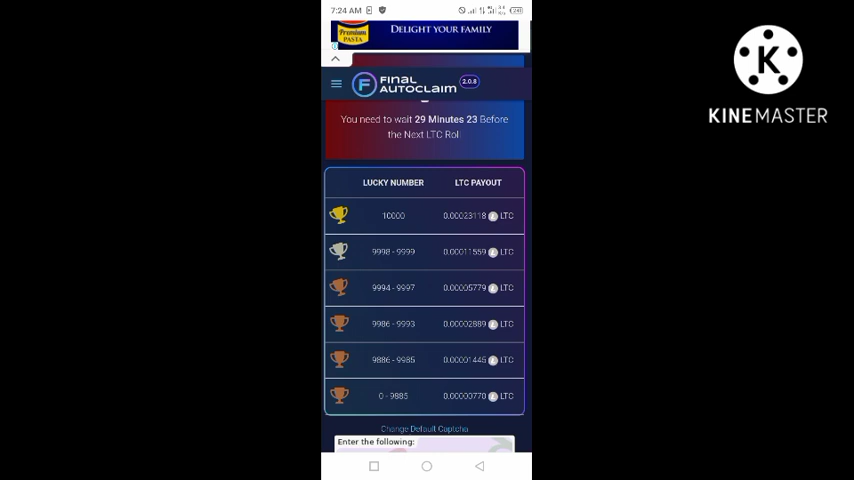 7:24 AM
Premium
PASTA
DELIGHT YOUR FAMILY
FINAL
AUTOCLAIM
2.0.8
You need to wait 29 Minutes 23 Before
the Next LTC Roll
LUCKY NUMBER LTC PAYOUT
10000 0.00023118 LTC
9998 - 9999 0.00011559 LTC
9994 - 9997 0.00005779 LTC
9986 - 9993 0.00002889 LTC
9886 - 9985 0.00001445 LTC
0 - 9885 0.00000770 LTC
Change Default Captcha
Enter the following:
K
KINEMASTER